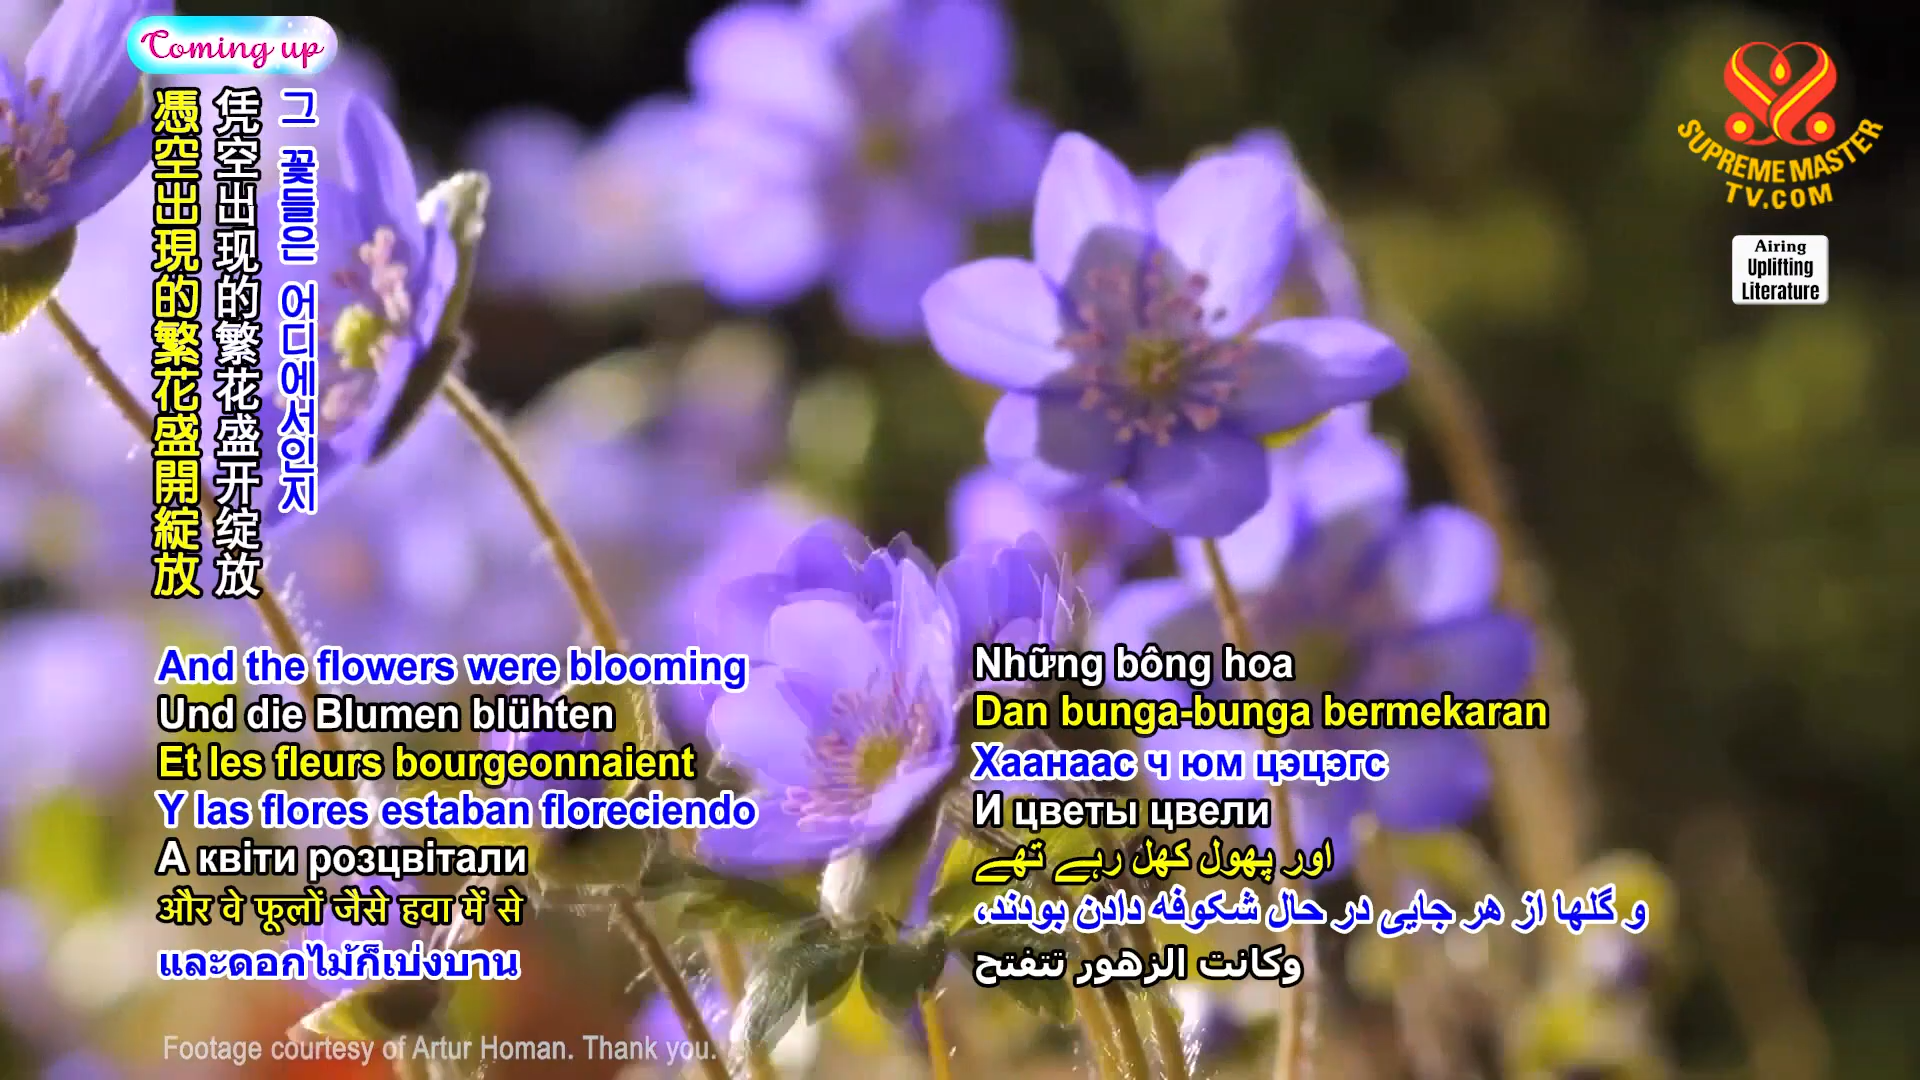 Coming up
憑空出現的繁花盛開綻放
凭空出现的繁花盛开绽放
그 꽃들은 어디에서인지
SUPREME MASTER
TV.COM
Airing
Uplifting
Literature
And the flowers were blooming
Und die Blumen blühten
Et les fleurs bourgeonnaient
Y las flores estaban floreciendo
А квіти розцвітали
और वे फूलों जैसे हवा में से
และดอกไม้ก็เบ่งบาน
Những bông hoa
Dan bunga-bunga bermekaran
Хаанаас ч юм цэцэгс
И цветы цвели
اور پھول کھل رہے تھے
و گلها از هر جایی در حال شکوفه دادن بودند،
وكانت الزهور تتفتح
Footage courtesy of Artur Homan. Thank you.